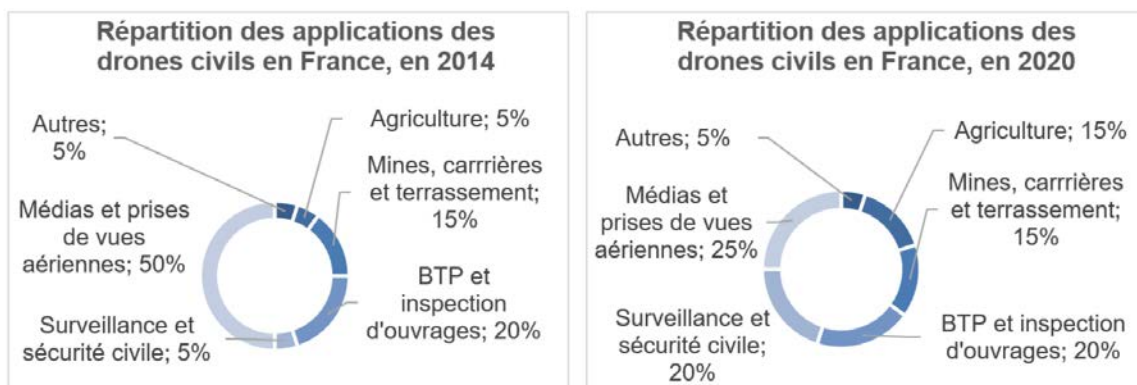 Répartition des applications des
drones civils en France, en 2014
Autres;
5%
Agriculture; 5%
Mines, carrrières
et terrassement;
15%
Médias et prises
de vues
aériennes; 50%
BTP et
inspection
d'ouvrages; 20%
Surveillance et
sécurité civile; 5%
Répartition des applications des
drones civils en France, en 2020
Autres; 5%
Agriculture; 15%
Mines, carrrières
et terrassement;
15%
Médias et
prises de vues
aériennes; 25%
Surveillance et
sécurité civile;
20%
BTP et inspection
d'ouvrages; 20%